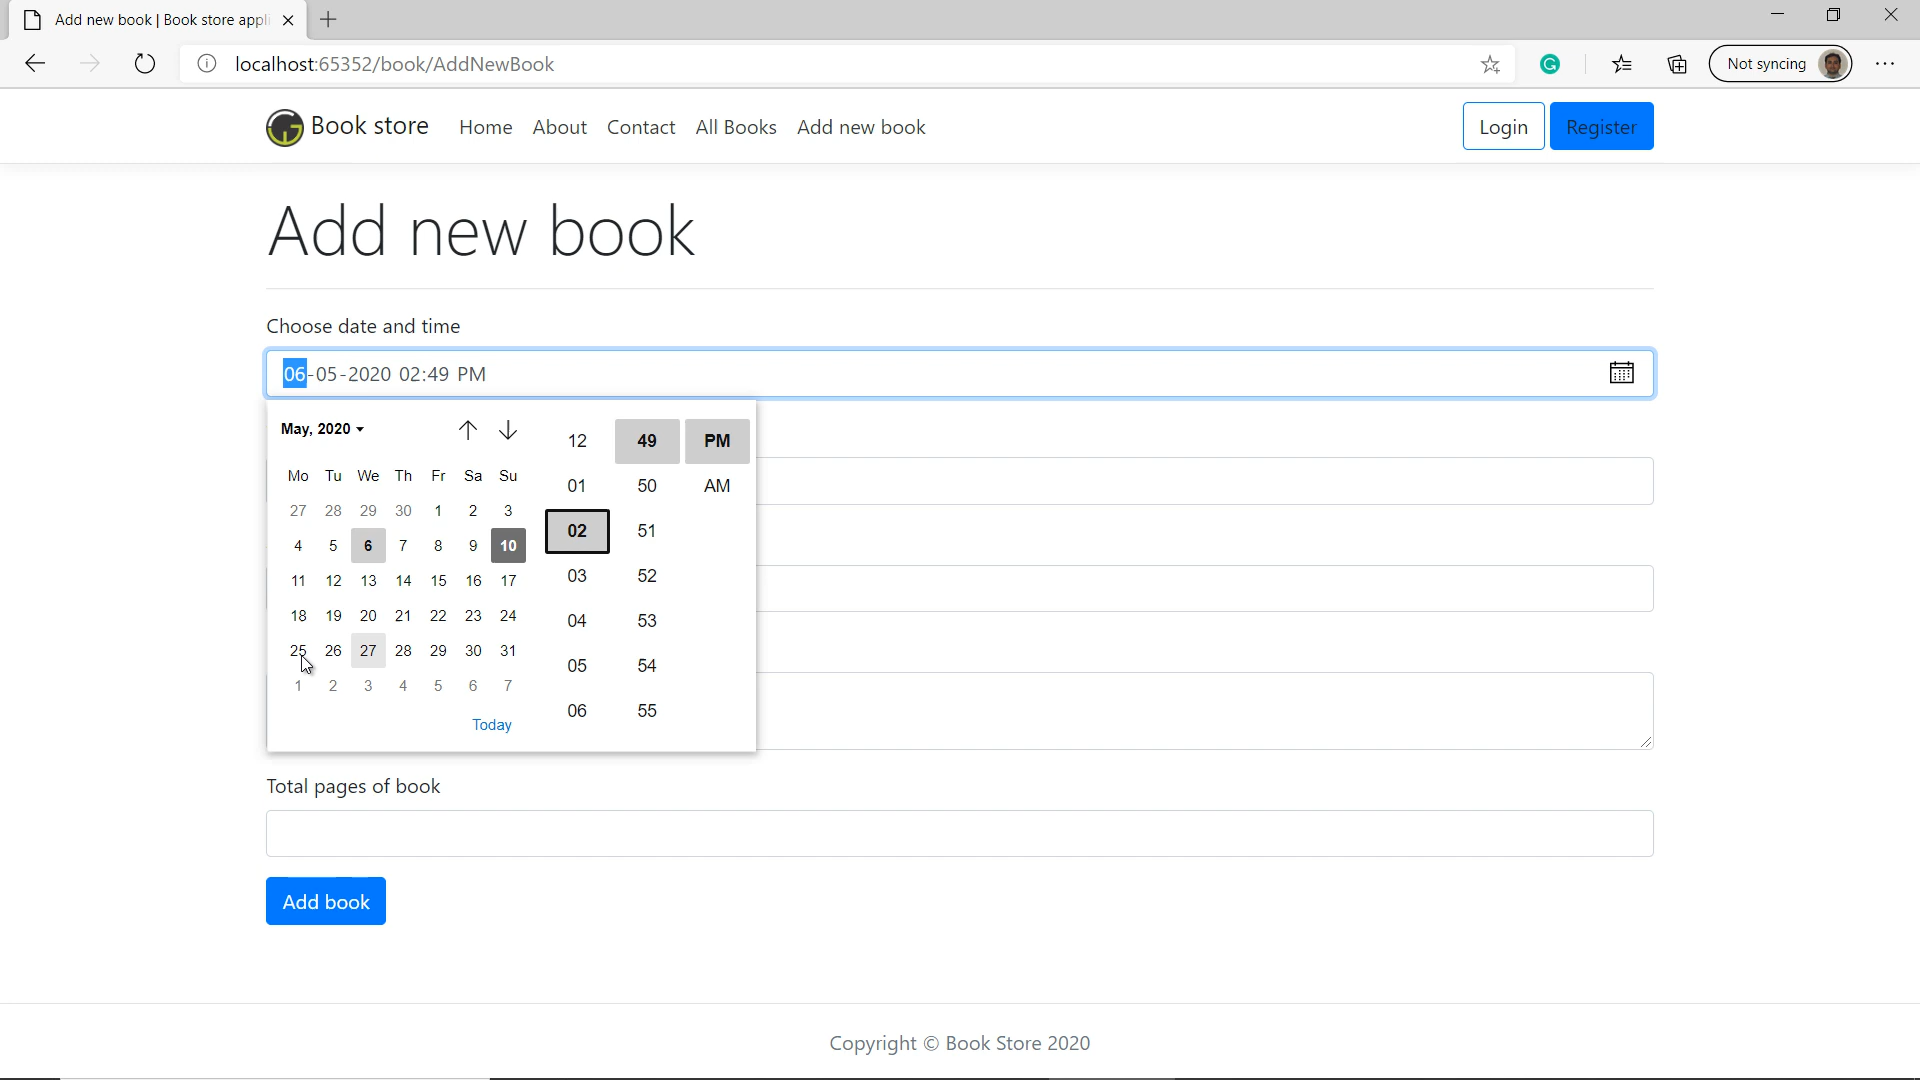 Add new book | Book store appli
localhost:65352/book/AddNewBook
Not syncing
Book store Home About Contact All Books Add new book Login Register
Add new book
Choose date and time
06-05-2020 02:49 PM
May, 2020
Mo Tu We Th Fr Sa Su
27 28 29 30 1 2 3
4 5 6 7 8 9 10
11 12 13 14 15 16 17
18 19 20 21 22 23 24
25 26 27 28 29 30 31
1 2 3 4 5 6 7
Today
12 49 PM
01 50 AM
02 51
03 52
04 53
05 54
06 55
Total pages of book
Add book
Copyright © Book Store 2020